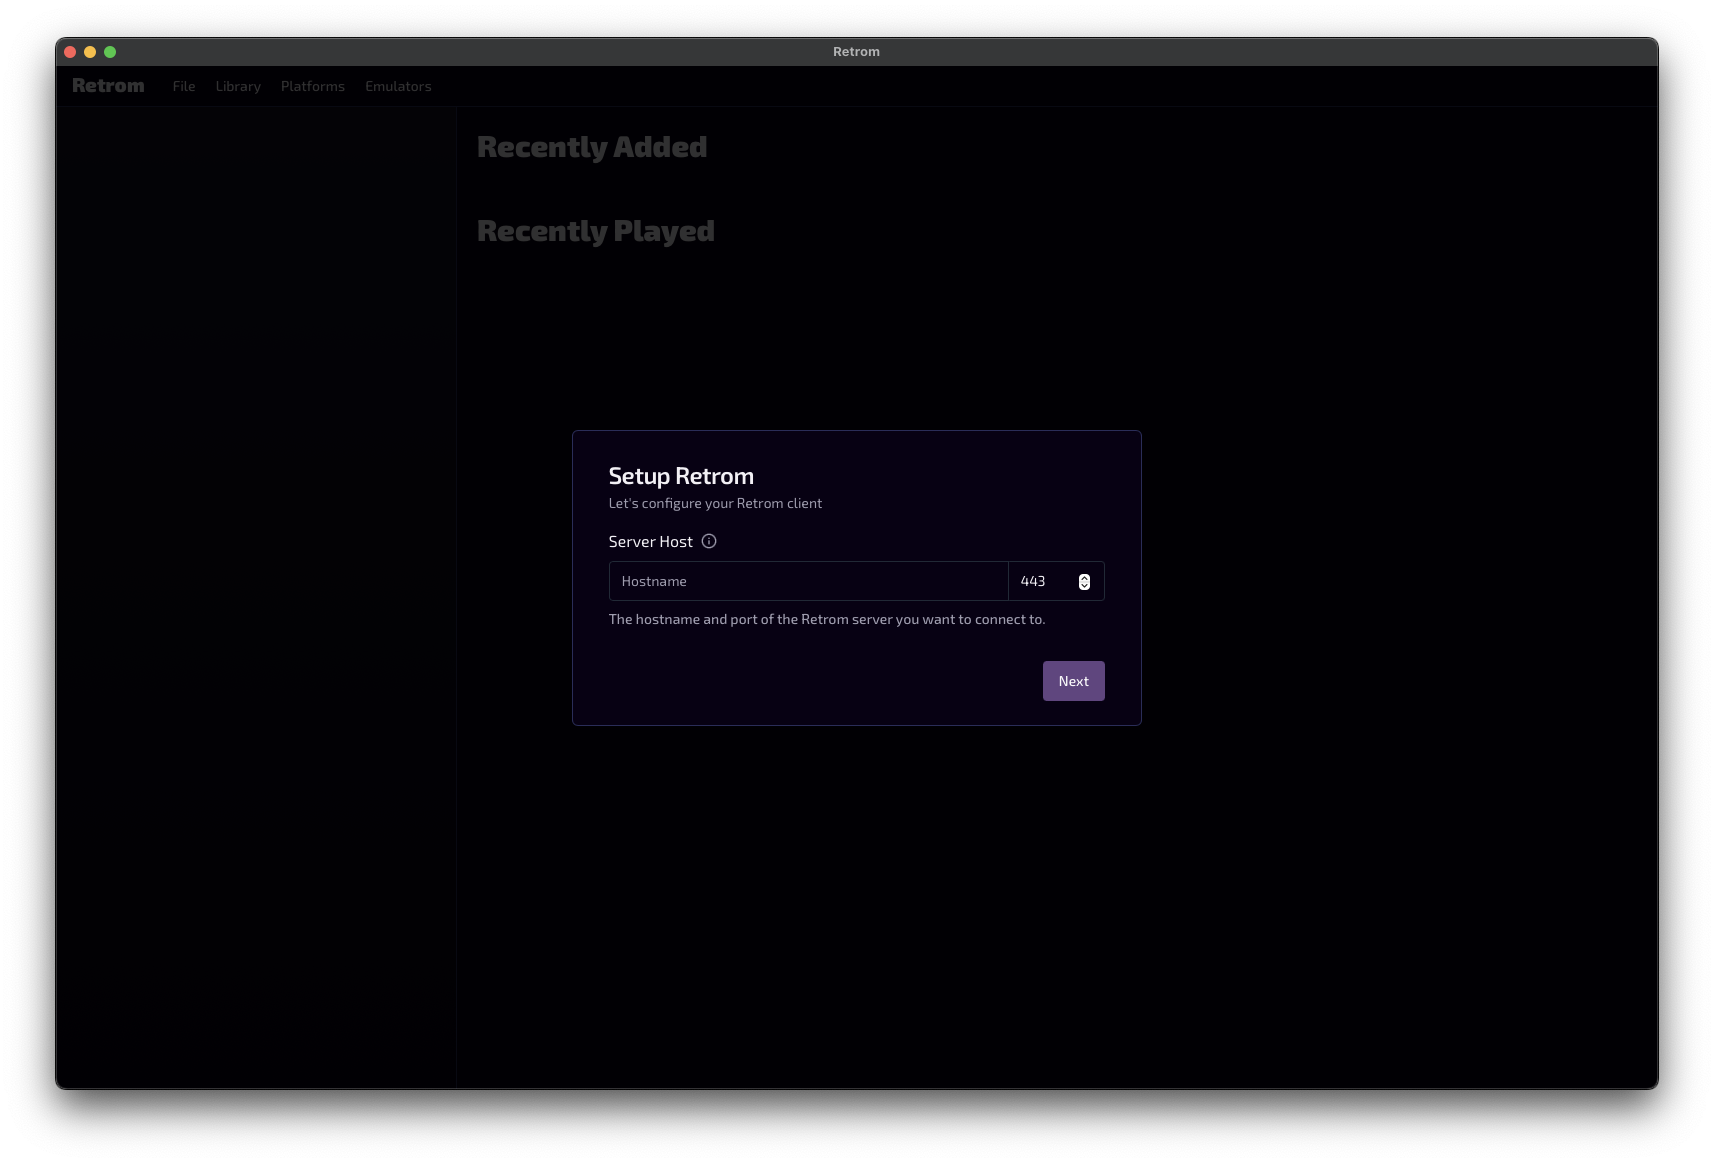 Retrom
Retrom File Library Platforms Emulators
Recently Added
Recently Played
Setup Retrom
Let's configure your Retrom client
Server Host
Hostname 443
The hostname and port of the Retrom server you want to connect to.
Next